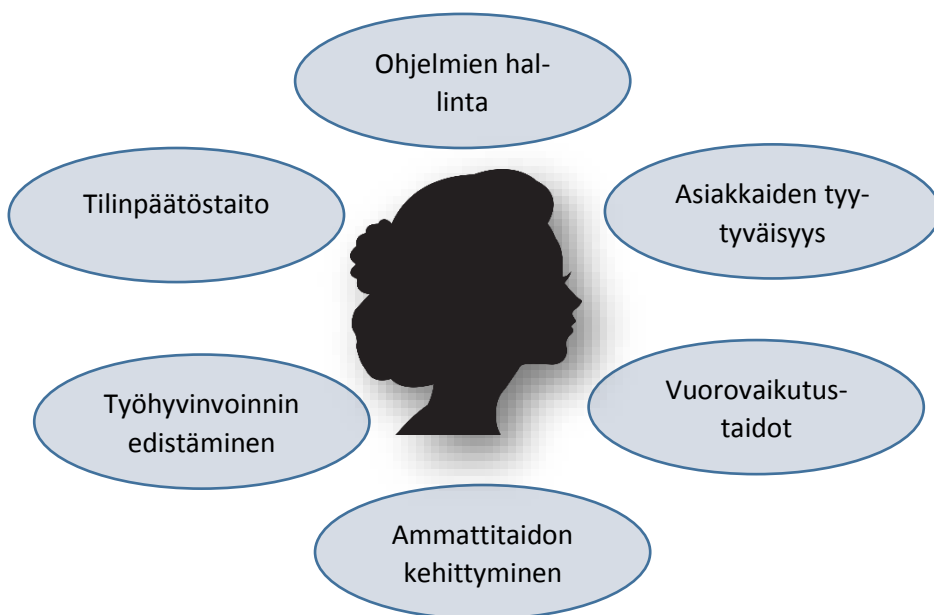 Ohjelmien hal-
linta
Tilinpäätöstaito
Asiakkaiden tyy-
tyväisyys
Työhyvinvoinnin
edistäminen
Vuorovaikutus-
taidot
Ammattitaidon
kehittyminen